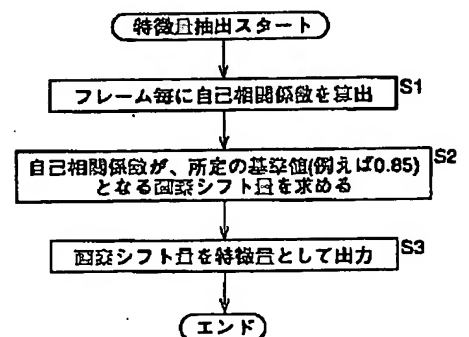 特徴量抽出スタート
フレーム毎に自己相関係数を算出
S1
自己相関係数が、所定の基準値(例えば0.85)
となる画素シフト量を求める
S2
画素シフト量を特徴量として出力
S3
エンド